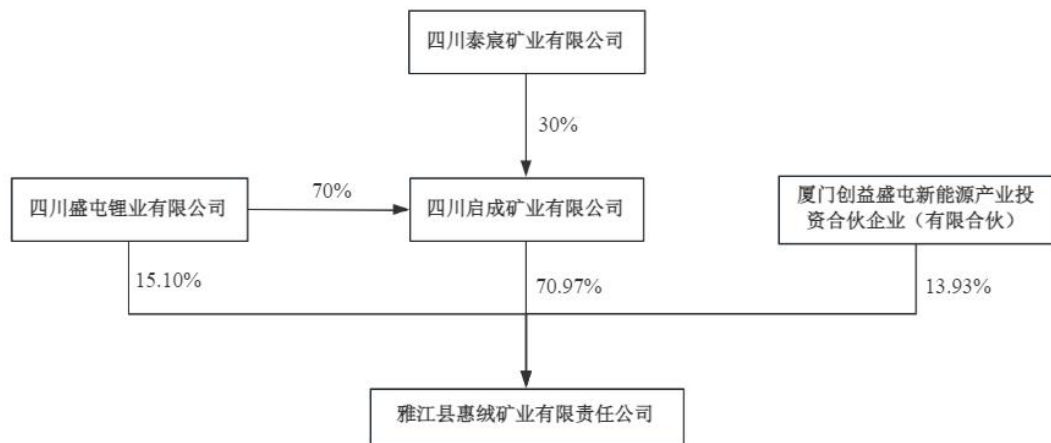 四川泰宸矿业有限公司
30%
四川盛屯锂业有限公司
70%
四川启成矿业有限公司
厦门创益盛屯新能源产业投
资合伙企业（有限合伙）
15.10%
70.97%
13.93%
雅江县惠绒矿业有限责任公司